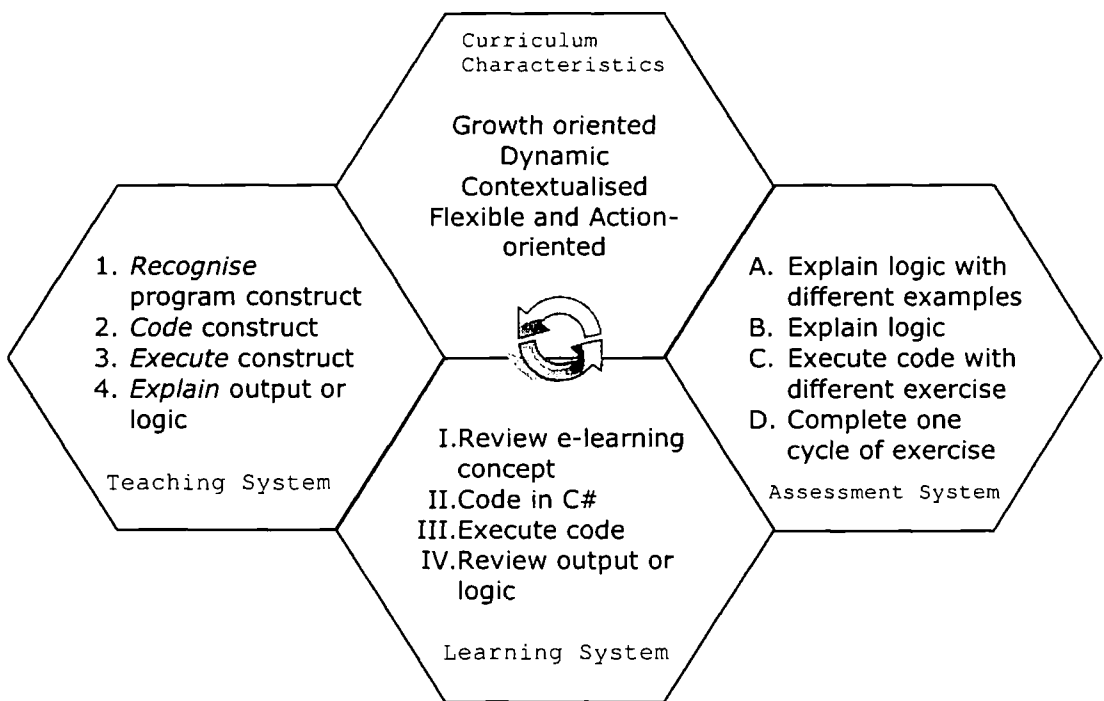 Curriculum
Characteristics
Growth oriented
Dynamic
Contextualised
Flexible and Action-
oriented
1. Recognise
program construct
2. Code construct
3. Execute construct
4. Explain output or
logic
Teaching System
I.Review e-learning
concept
II.Code in C#
III.Execute code
IV.Review output or
logic
Learning System
A. Explain logic with
different examples
B. Explain logic
C. Execute code with
different exercise
D. Complete one
cycle of exercise
Assessment System